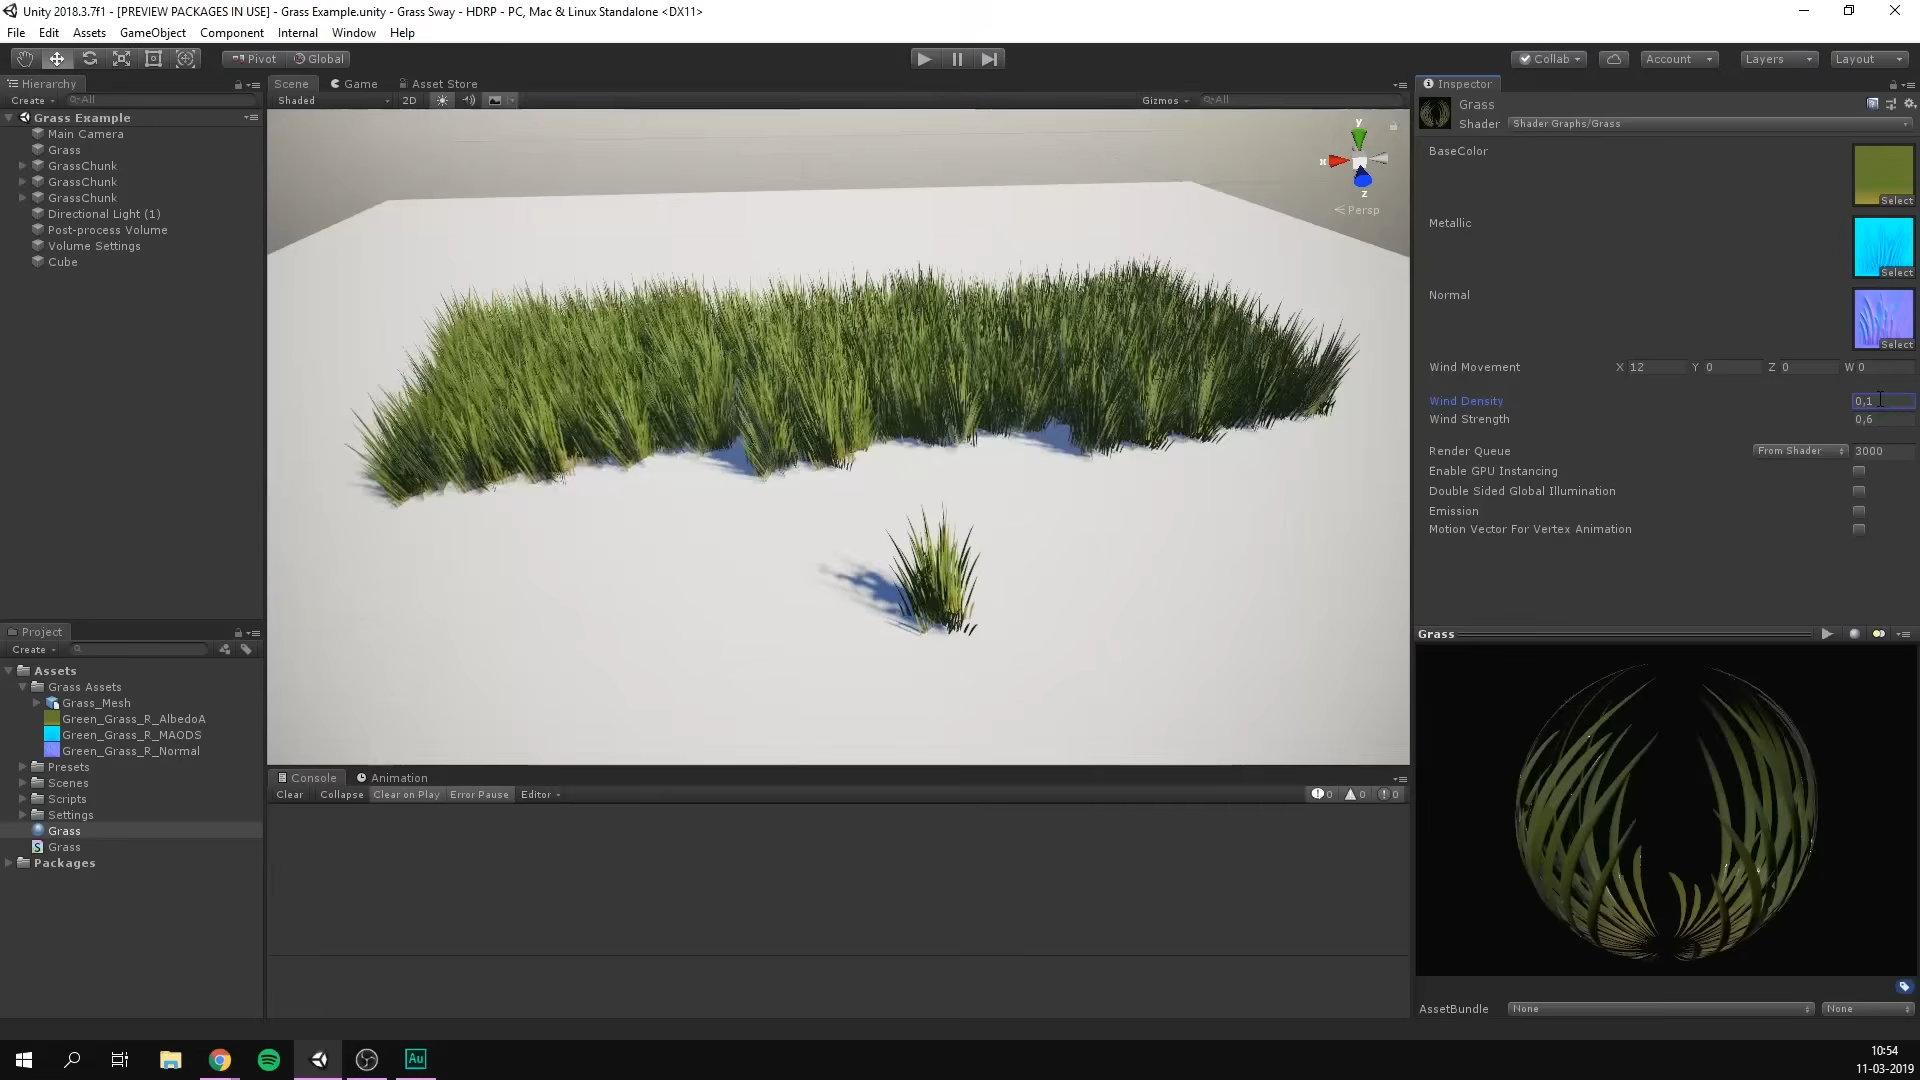 Unity 2018.3.7f1 - [PREVIEW PACKAGES IN USE] - Grass Example.unity - Grass Sway - HDRP - PC, Mac & Linux Standalone <DX11>
File Edit Assets GameObject Component Internal Window Help
Pivot Global Collab Account Layers Layout
Hierarchy
Create All
Grass Example
Main Camera
Grass
GrassChunk
GrassChunk
GrassChunk
Directional Light (1)
Post-process Volume
Volume Settings
Cube
Project
Create
Assets
Grass Assets
Grass_Mesh
Green_Grass_R_AlbedoA
Green_Grass_R_MAODS
Green_Grass_R_Normal
Presets
Scenes
Scripts
Settings
Grass
Grass
Packages
Scene Game Asset Store
Shaded 2D Gizmos All
y
x
z
Persp
Console Animation
Clear Collapse Clear on Play Error Pause Editor 0 0 0
Inspector
Grass
Shader Shader Graphs/Grass
BaseColor
Select
Metallic
Select
Normal
Select
Wind Movement X 12 Y 0 Z 0 W 0
Wind Density 0,1
Wind Strength 0,6
Render Queue From Shader 3000
Enable GPU Instancing
Double Sided Global Illumination
Emission
Motion Vector For Vertex Animation
Grass
AssetBundle None None
Au
10:54
11-03-2019